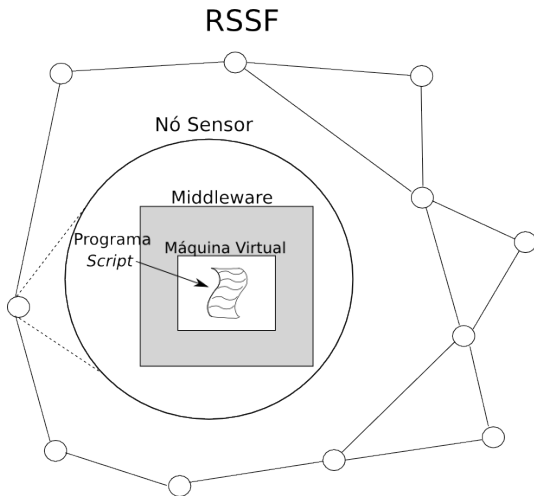 RSSF
Nó Sensor
Middleware
Programa
Script
Máquina Virtual